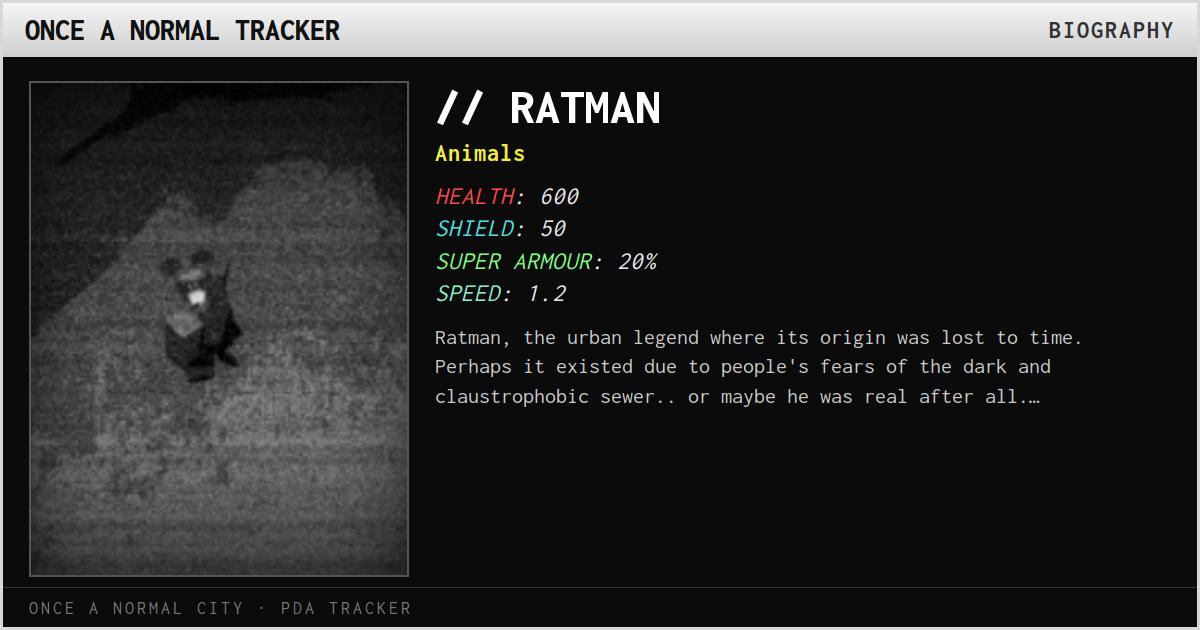 ONCE A NORMAL TRACKER
BIOGRAPHY
// RATMAN
Animals
HEALTH: 600
SHIELD: 50
SUPER ARMOUR: 20%
SPEED: 1.2
Ratman, the urban legend where its origin was lost to time.
Perhaps it existed due to people's fears of the dark and
claustrophobic sewer.. or maybe he was real after all.…
ONCE A NORMAL CITY · PDA TRACKER